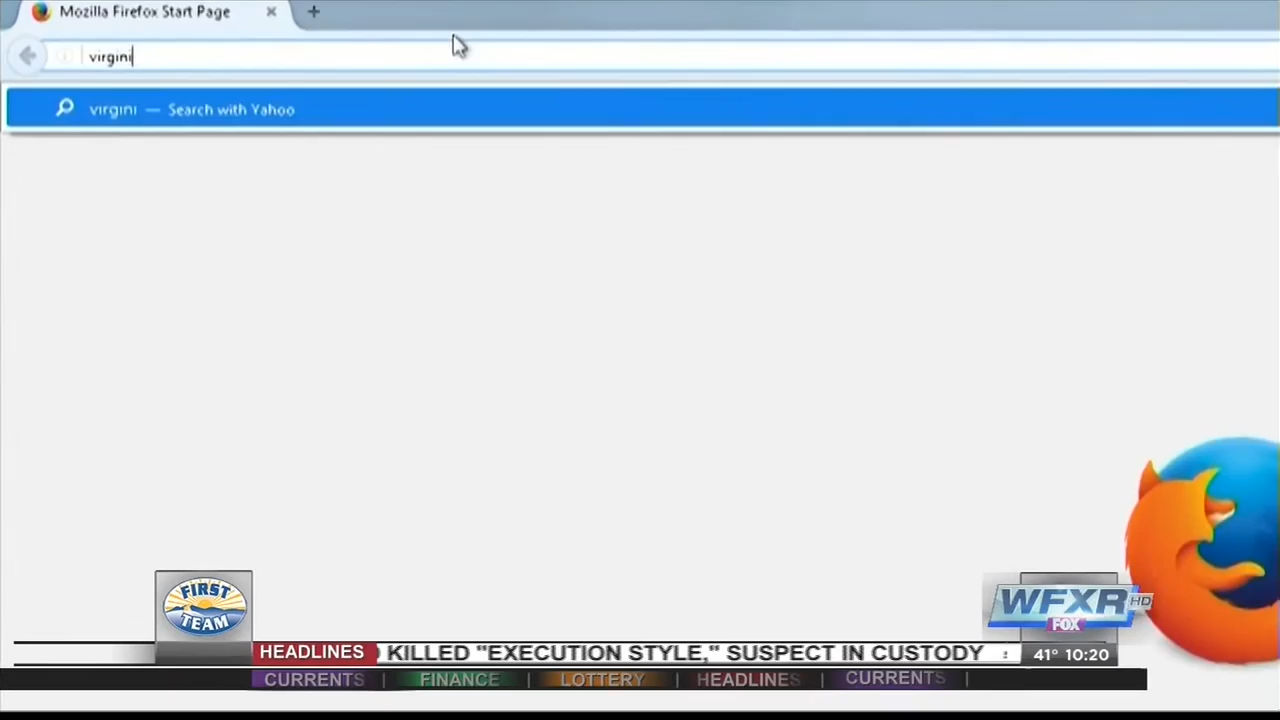 Mozilla Firefox Start Page
virgini
virgini — Search with Yahoo
FIRST TEAM
WFXR HD
FOX
HEADLINES
KILLED "EXECUTION STYLE," SUSPECT IN CUSTODY
41° 10:20
CURRENTS | FINANCE | LOTTERY | HEADLINES | CURRENTS |